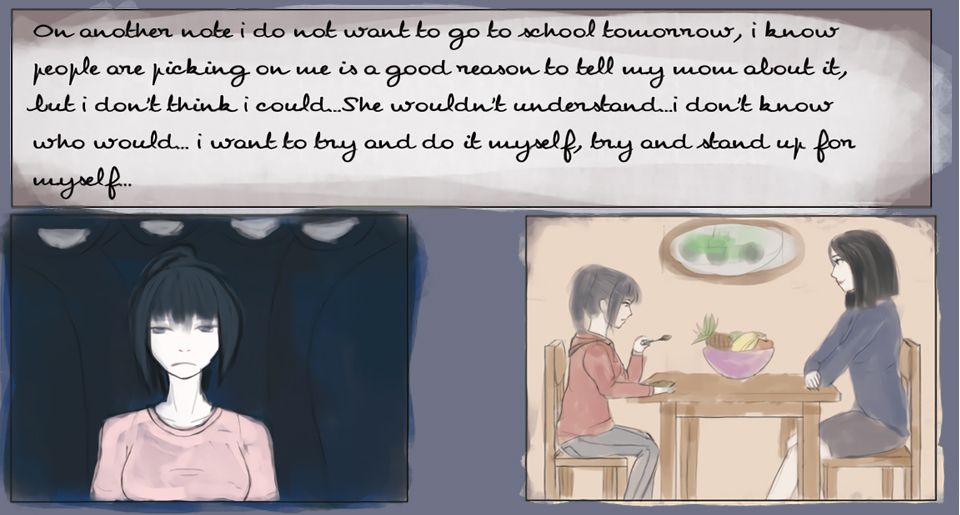 On another note i do not want to go to school tomorrow, i know
people are picking on me is a good reason to tell my mom about it,
but i don't think i could...She wouldn't understand...i don't know
who would... i want to try and do it myself, try and stand up for
myself...